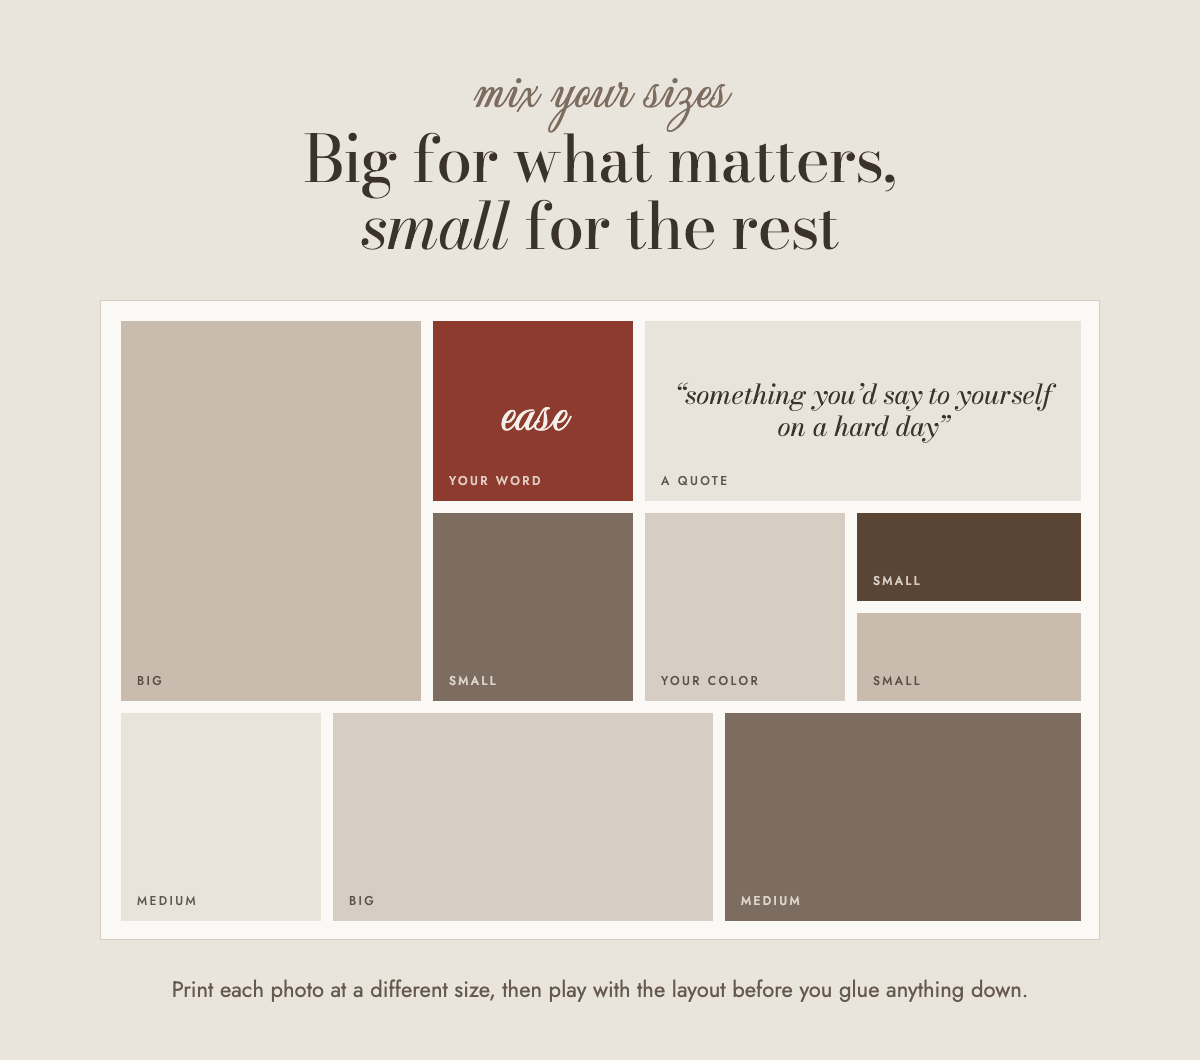 mix your sizes
Big for what matters,
small for the rest
ease
YOUR WORD
“something you’d say to yourself
on a hard day”
A QUOTE
BIG
SMALL
YOUR COLOR
SMALL
SMALL
MEDIUM
BIG
MEDIUM
Print each photo at a different size, then play with the layout before you glue anything down.